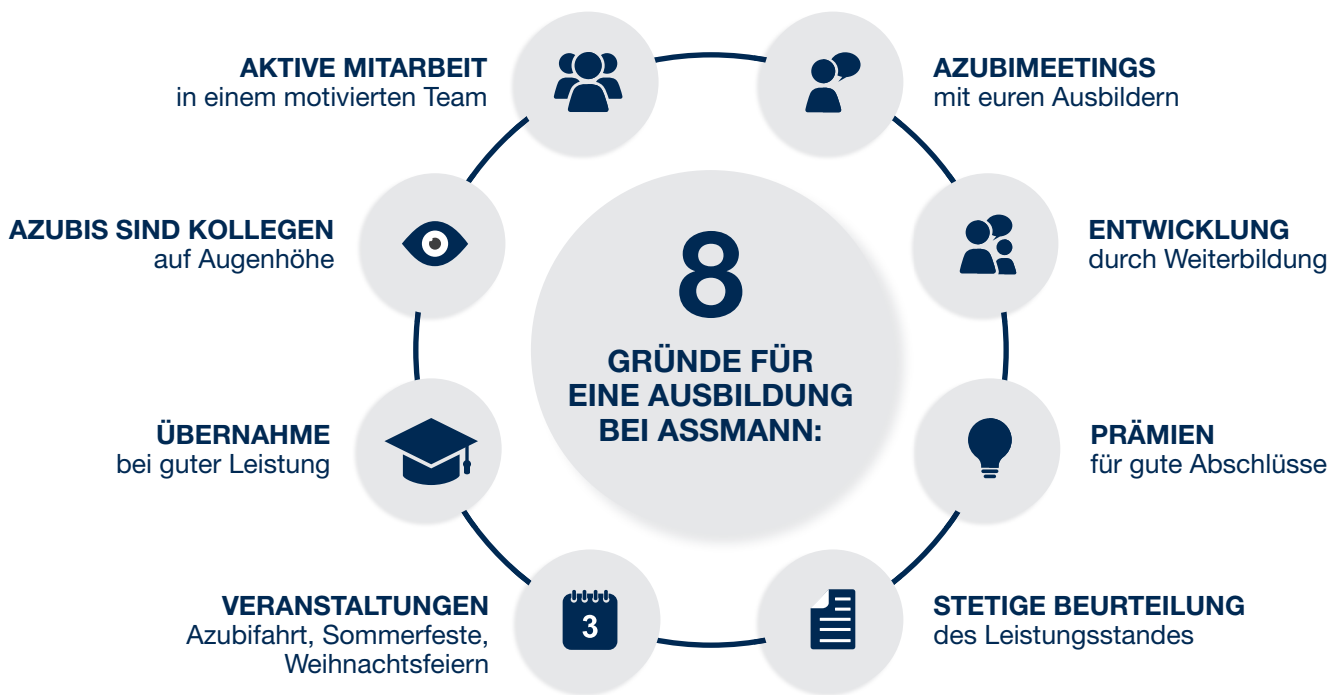 8
GRÜNDE FÜR
EINE AUSBILDUNG
BEI ASSMANN:
AZUBIMEETINGS
mit euren Ausbildern
ENTWICKLUNG
durch Weiterbildung
PRÄMIEN
für gute Abschlüsse
STETIGE BEURTEILUNG
des Leistungsstandes
3
VERANSTALTUNGEN
Azubifahrt, Sommerfeste,
Weihnachtsfeiern
ÜBERNAHME
bei guter Leistung
AZUBIS SIND KOLLEGEN
auf Augenhöhe
AKTIVE MITARBEIT
in einem motivierten Team